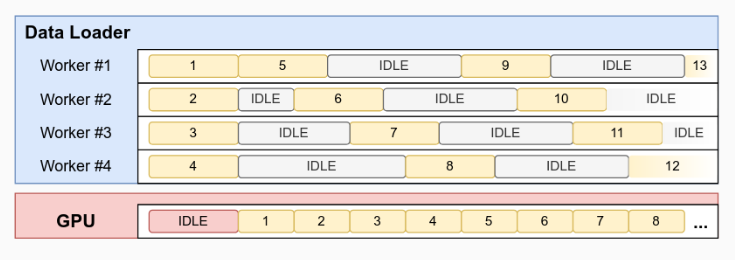 Data Loader
Worker #1 1 5 IDLE 9 IDLE 13
Worker #2 2 IDLE 6 IDLE 10 IDLE
Worker #3 3 IDLE 7 IDLE 11 IDLE
Worker #4 4 IDLE 8 IDLE 12
GPU IDLE 1 2 3 4 5 6 7 8 ...